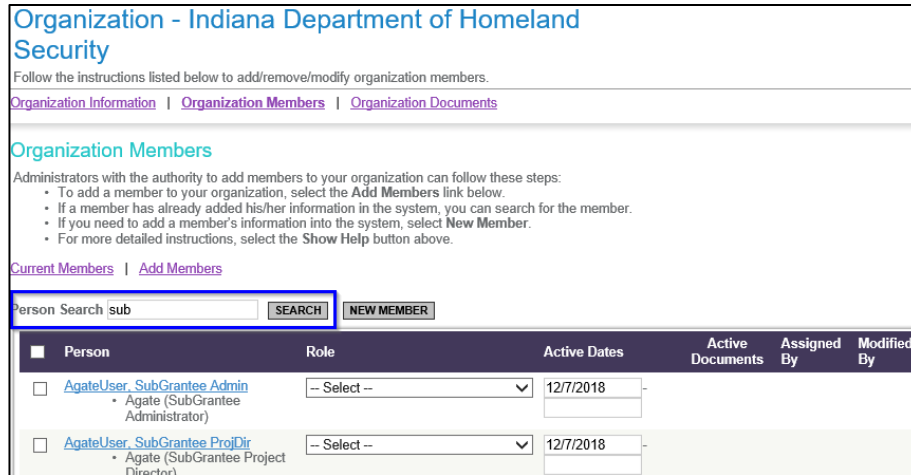 Organization - Indiana Department of Homeland
Security
Follow the instructions listed below to add/remove/modify organization members.
Organization Information | Organization Members | Organization Documents
Organization Members
Administrators with the authority to add members to your organization can follow these steps:
• To add a member to your organization, select the Add Members link below.
• If a member has already added his/her information in the system, you can search for the member.
• If you need to add a member's information into the system, select New Member.
• For more detailed instructions, select the Show Help button above.
Current Members | Add Members
Person Search sub SEARCH NEW MEMBER
Person Role Active Dates Active Documents Assigned By Modified By
AgateUser, SubGrantee Admin -- Select -- 12/7/2018 -
• Agate (SubGrantee
Administrator)
AgateUser, SubGrantee ProjDir -- Select -- 12/7/2018 -
• Agate (SubGrantee Project
Director)